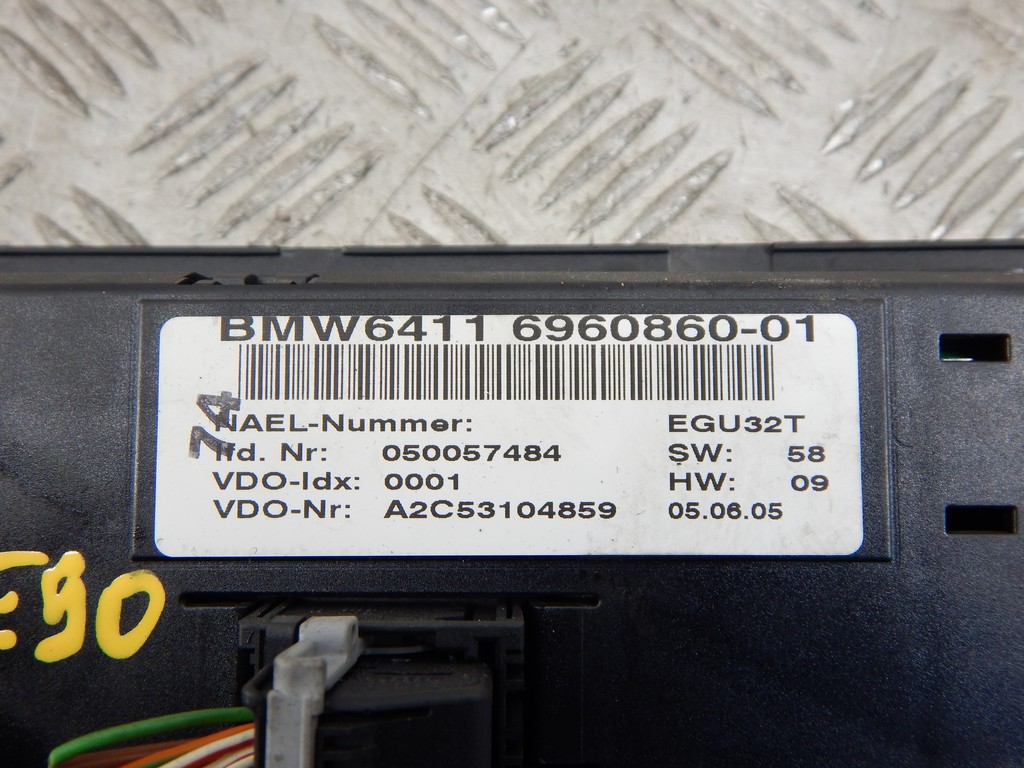 BMW6411 6960860-01
74
NAEL-Nummer: EGU32T
lfd. Nr: 050057484 SW: 58
VDO-Idx: 0001 HW: 09
VDO-Nr: A2C53104859 05.06.05
E90